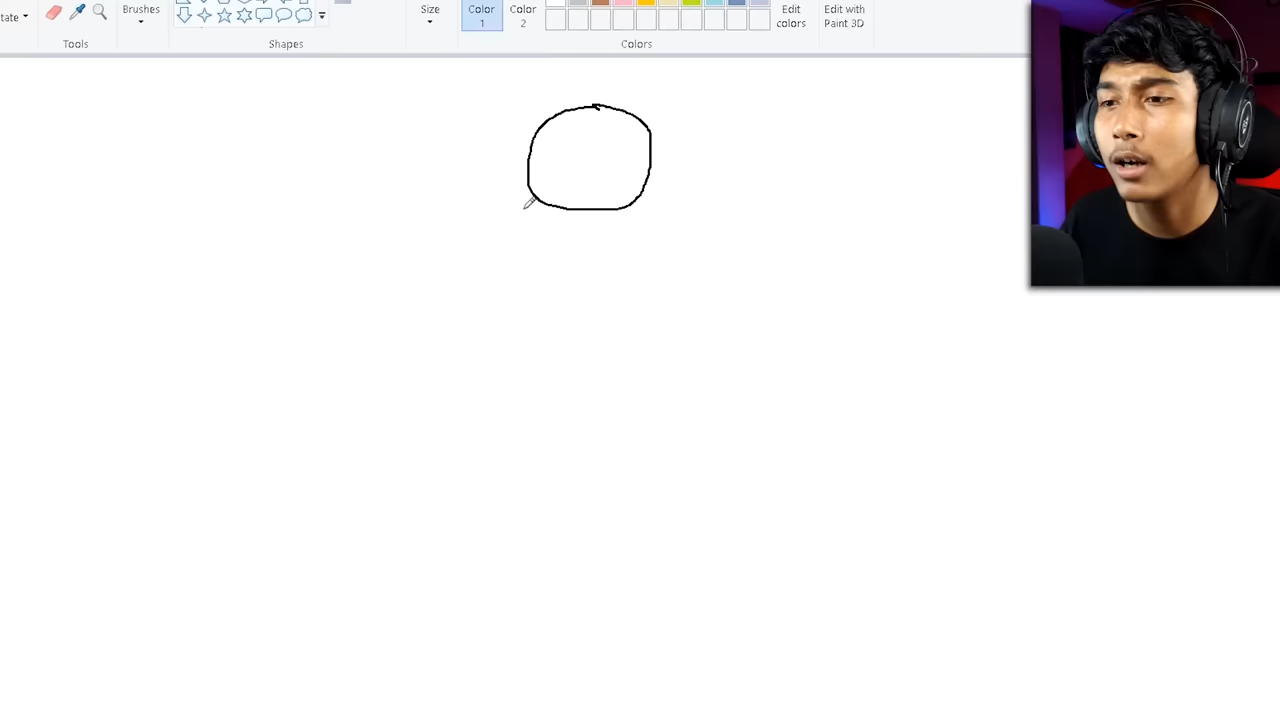 tate
Brushes
Size
Color
1
Color
2
Edit
colors
Edit with
Paint 3D
Tools
Shapes
Colors